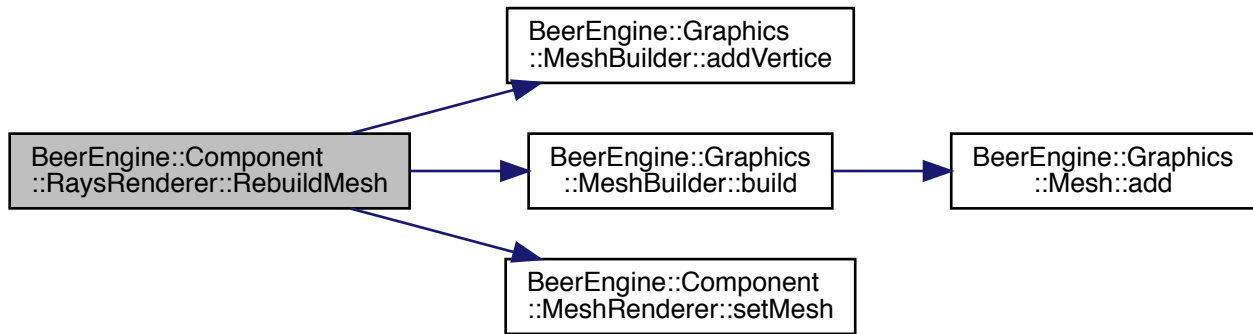 BeerEngine::Graphics
::MeshBuilder::addVertice
BeerEngine::Component
::RaysRenderer::RebuildMesh
BeerEngine::Graphics
::MeshBuilder::build
BeerEngine::Graphics
::Mesh::add
BeerEngine::Component
::MeshRenderer::setMesh